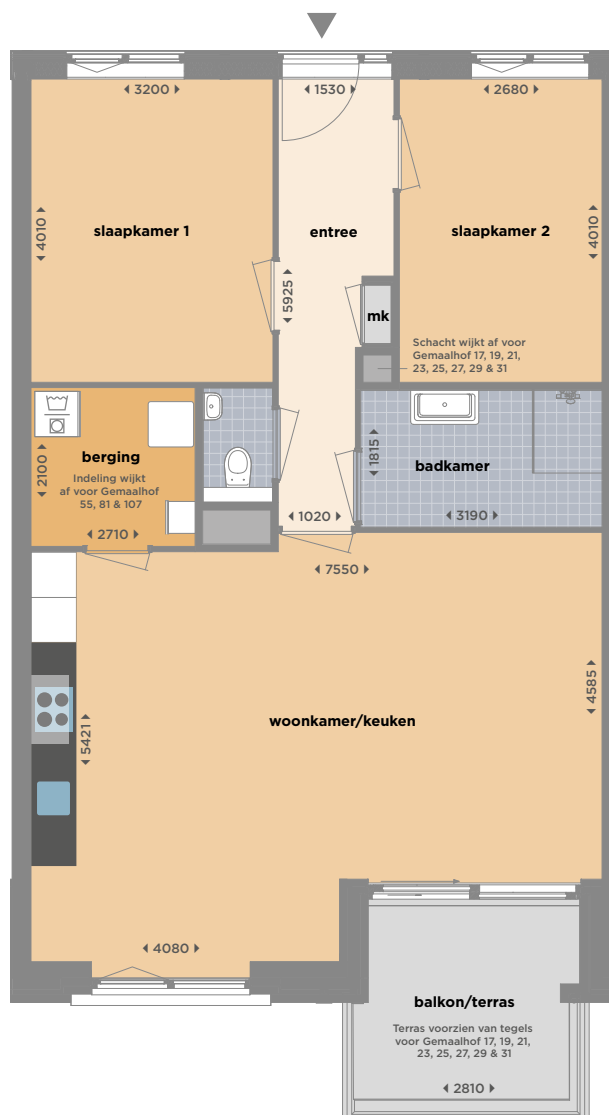 3200
1530
2680
4010
slaapkamer 1
entree
slaapkamer 2
4010
5925
mk
Schacht wijkt af voor
Gemaalhof 17, 19, 21,
23, 25, 27, 29 & 31
berging
2100
Indeling wijkt
af voor Gemaalhof
55, 81 & 107
2710
1815
badkamer
1020
3190
7550
4585
5421
woonkamer/keuken
4080
balkon/terras
Terras voorzien van tegels
voor Gemaalhof 17, 19, 21,
23, 25, 27, 29 & 31
2810